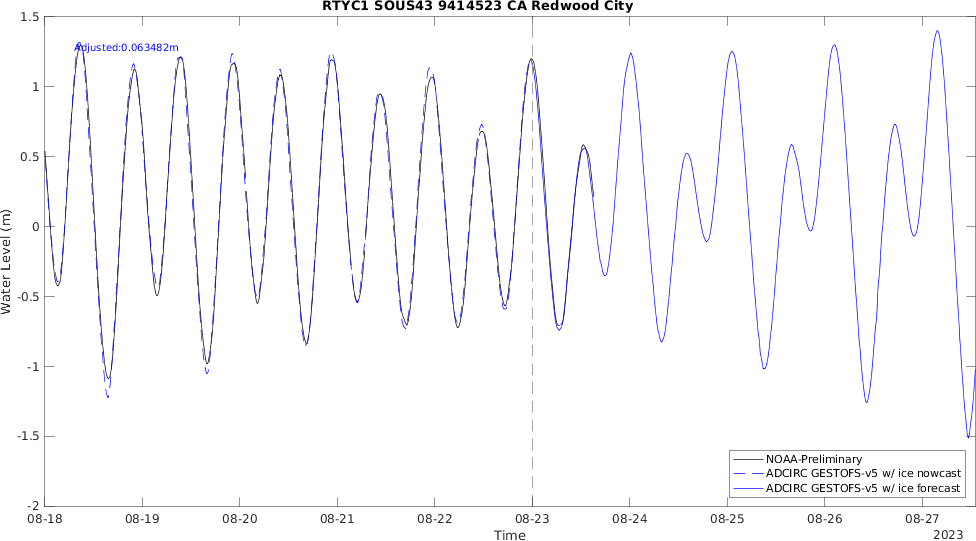 RTYC1 SOUS43 9414523 CA Redwood City
Adjusted:0.063482m
1.5
1
0.5
0
-0.5
-1
-1.5
-2
Water Level (m)
NOAA-Preliminary
ADCIRC GESTOFS-v5 w/ ice nowcast
ADCIRC GESTOFS-v5 w/ ice forecast
08-18 08-19 08-20 08-21 08-22 08-23 08-24 08-25 08-26 08-27
Time
2023